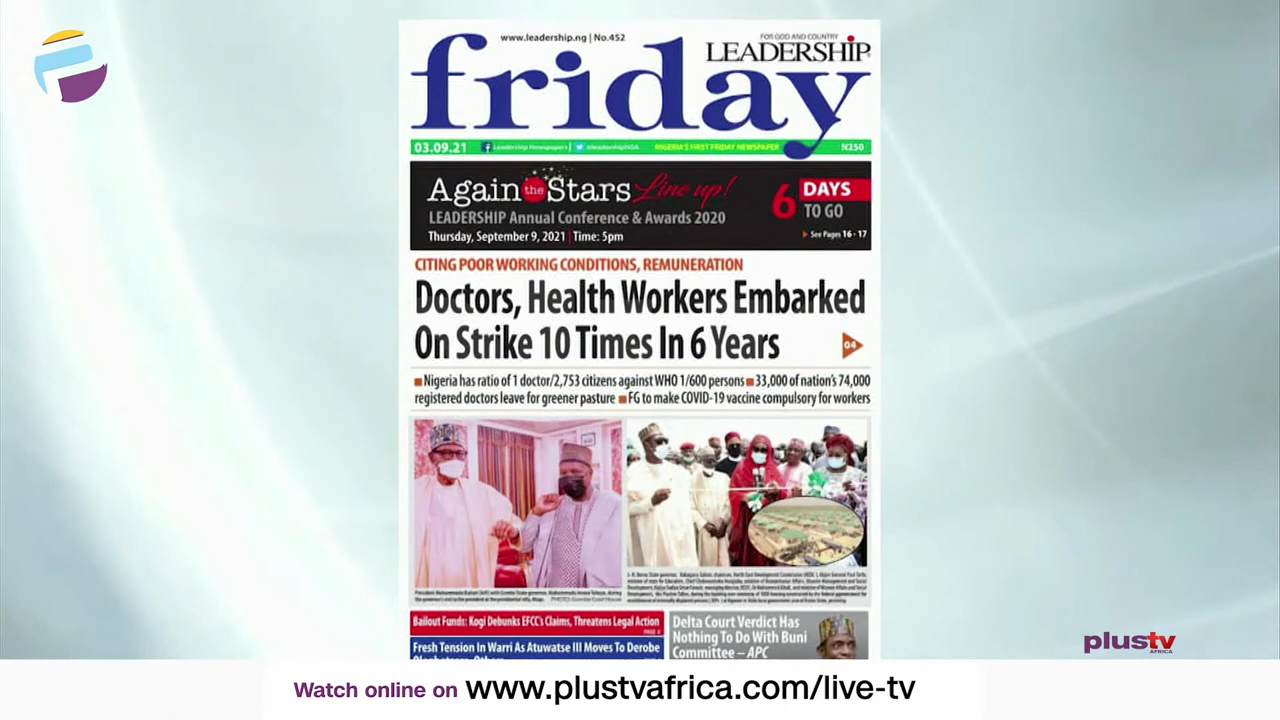 www.leadership.ng | No.452
FOR GOD AND COUNTRY
LEADERSHIP
friday
03.09.21
Leadership Newspapers | @leadershipNGA
NIGERIA'S FIRST FRIDAY NEWSPAPER
N250
Again the Stars Line up!
LEADERSHIP Annual Conference & Awards 2020
Thursday, September 9, 2021 | Time: 5pm
6 DAYS
TO GO
See Pages 16 - 17
CITING POOR WORKING CONDITIONS, REMUNERATION
Doctors, Health Workers Embarked
On Strike 10 Times In 6 Years
04
Nigeria has ratio of 1 doctor/2,753 citizens against WHO 1/600 persons ■ 33,000 of nation's 74,000
registered doctors leave for greener pasture ■ FG to make COVID-19 vaccine compulsory for workers
Bailout Funds: Kogi Debunks EFCC's Claims, Threatens Legal Action
Fresh Tension In Warri As Atuwatse III Moves To Derobe
Delta Court Verdict Has
Nothing To Do With Buni
Committee – APC
plustv
AFRICA
Watch online on www.plustvafrica.com/live-tv